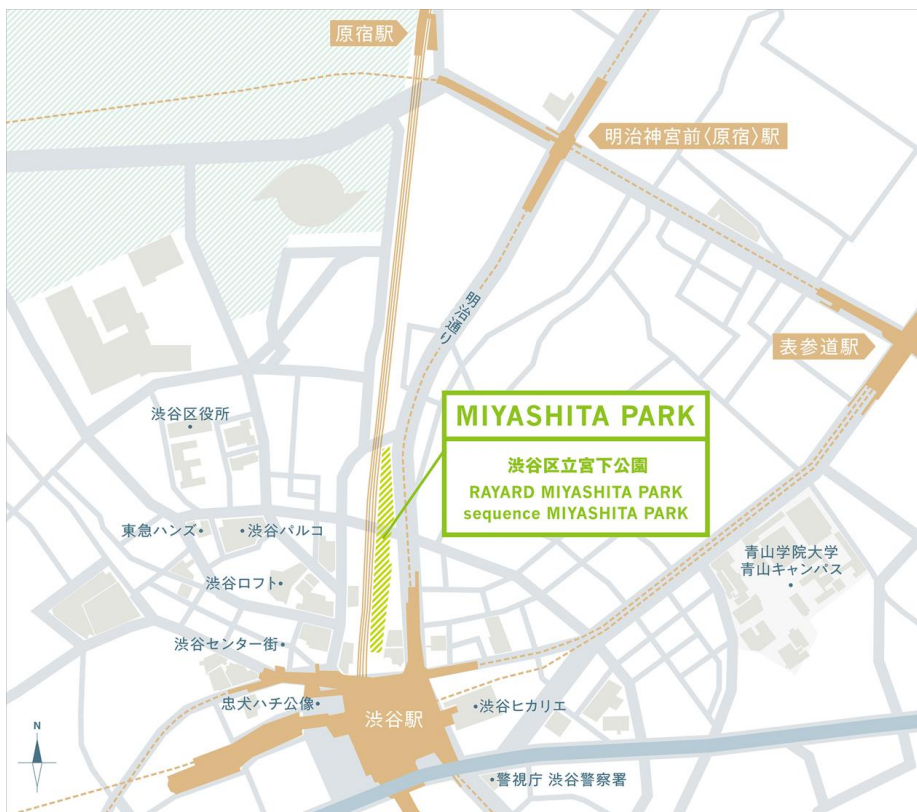 原宿駅
明治神宮前〈原宿〉駅
明治通り
表参道駅
MIYASHITA PARK
渋谷区立宮下公園
RAYARD MIYASHITA PARK
sequence MIYASHITA PARK
渋谷区役所
東急ハンズ
渋谷パルコ
渋谷ロフト
青山学院大学
青山キャンパス
渋谷センター街
忠犬ハチ公像
渋谷駅
渋谷ヒカリエ
N
警視庁 渋谷警察署